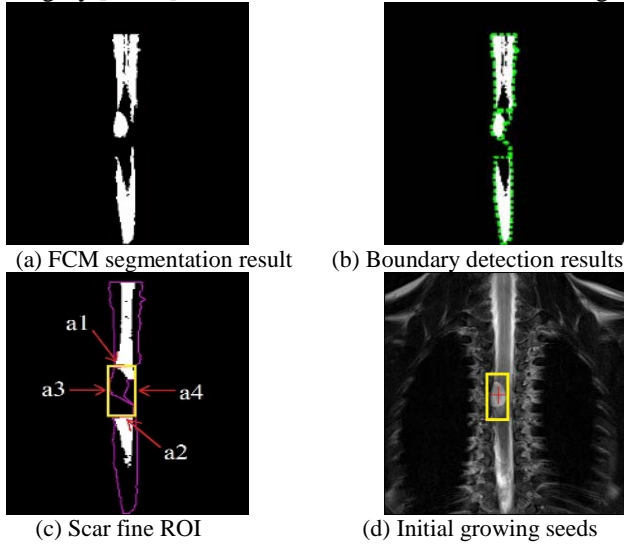 (a) FCM segmentation result (b) Boundary detection results
a1
a3 a4
a2
(c) Scar fine ROI (d) Initial growing seeds